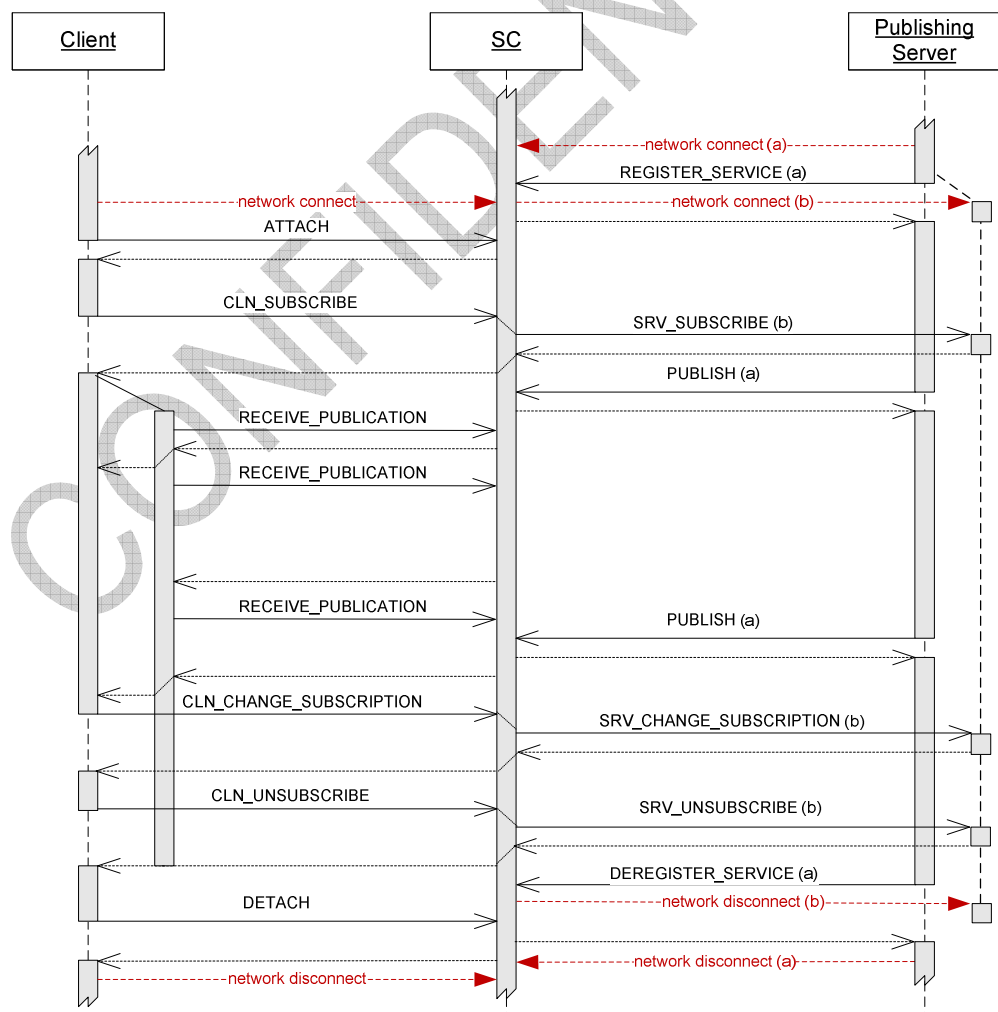 Client
SC
Publishing
Server
network connect (a)
REGISTER_SERVICE (a)
network connect
network connect (b)
ATTACH
CLN_SUBSCRIBE
SRV_SUBSCRIBE (b)
PUBLISH (a)
RECEIVE_PUBLICATION
RECEIVE_PUBLICATION
RECEIVE_PUBLICATION
PUBLISH (a)
CLN_CHANGE_SUBSCRIPTION
SRV_CHANGE_SUBSCRIPTION (b)
CLN_UNSUBSCRIBE
SRV_UNSUBSCRIBE (b)
DEREGISTER_SERVICE (a)
DETACH
network disconnect (b)
network disconnect (a)
network disconnect
CONFIDEN